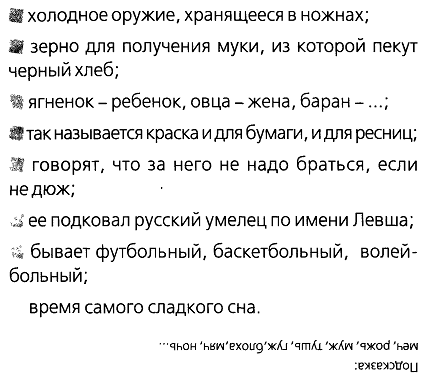 холодное оружие, хранящееся в ножнах;
зерно для получения муки, из которой пекут
черный хлеб;
ягненок – ребенок, овца – жена, баран – ...;
так называется краска и для бумаги, и для ресниц;
говорят, что за него не надо браться, если
не дюж;
ее подковал русский умелец по имени Левша;
бывает футбольный, баскетбольный, волей-
больный;
время самого сладкого сна.
Подсказка:
меч, рожь, муж, тушь, гуж, блоха, мяч, ночь...